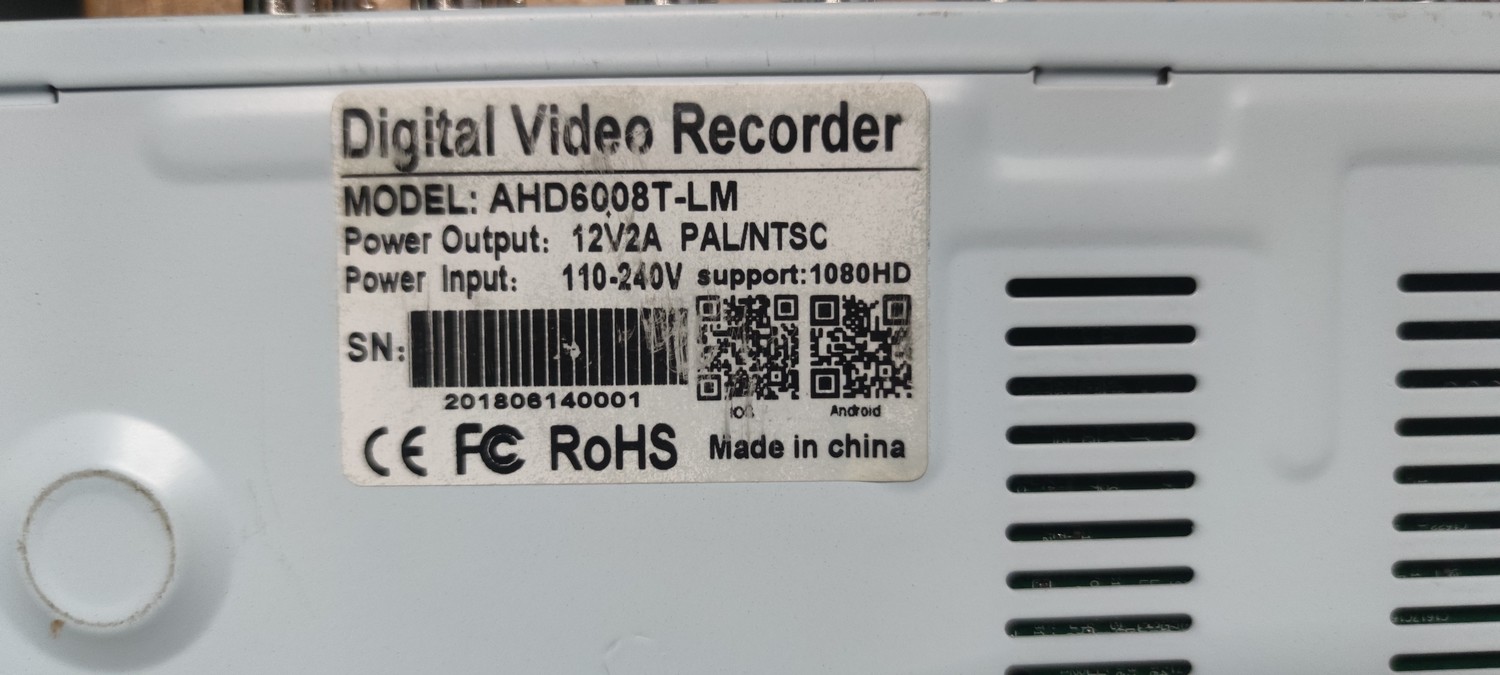 Digital Video Recorder
MODEL: AHD6008T-LM
Power Output: 12V2A PAL/NTSC
Power Input: 110-240V support:1080HD
SN:
201806140001
Android
CE FC RoHS Made in china